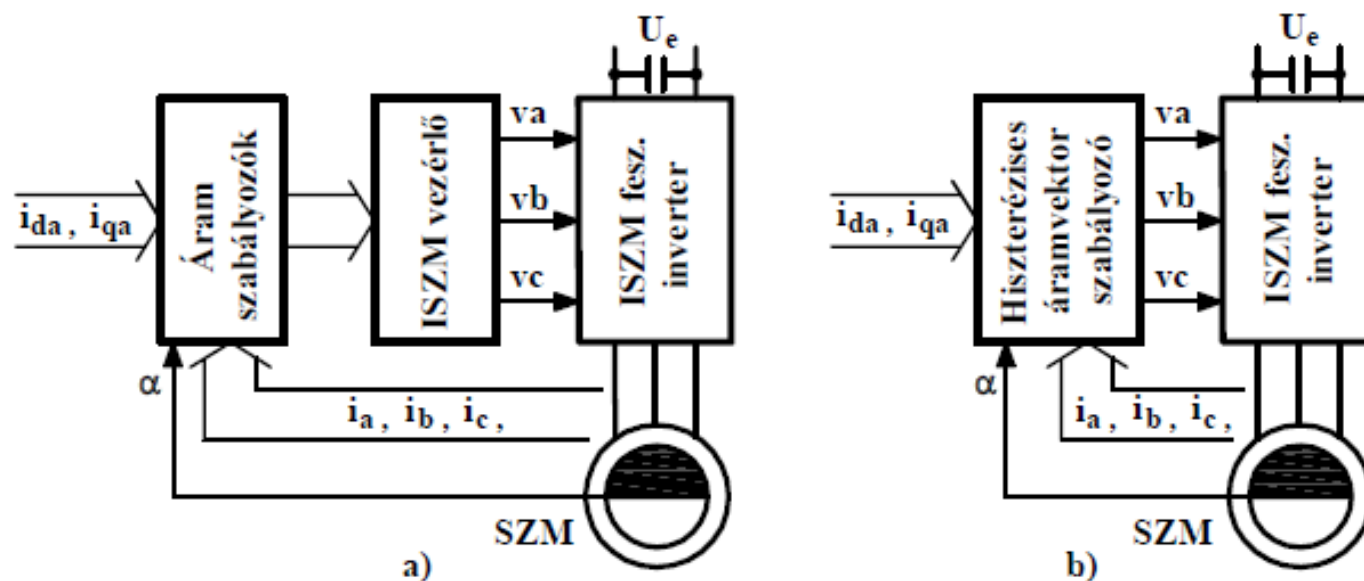 U_e
i_da , i_qa
Áram
szabályozók
ISZM vezérlő
va
vb
vc
ISZM fesz.
inverter
α
i_a , i_b , i_c ,
SZM
a)
U_e
i_da , i_qa
Hiszterézises
áramvektor
szabályozó
va
vb
vc
ISZM fesz.
inverter
α
i_a , i_b , i_c ,
SZM
b)